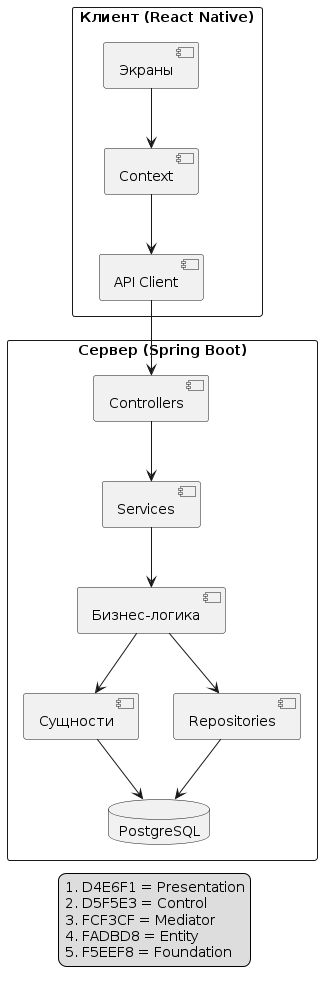 Клиент (React Native)
Экраны
Context
API Client
Сервер (Spring Boot)
Controllers
Services
Бизнес-логика
Сущности
Repositories
PostgreSQL
1. D4E6F1 = Presentation
2. D5F5E3 = Control
3. FCF3CF = Mediator
4. FADBD8 = Entity
5. F5EEF8 = Foundation